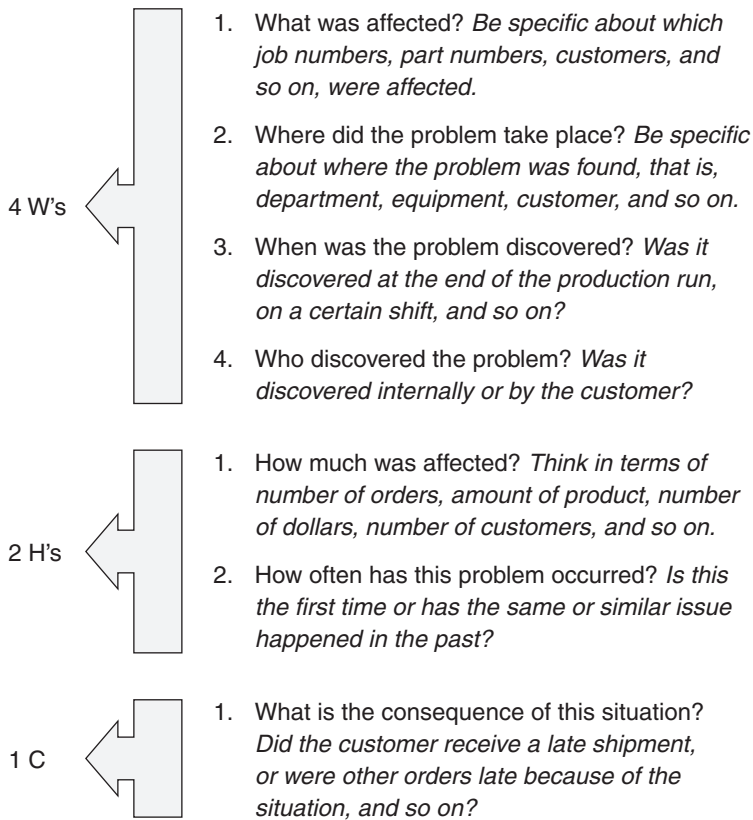 4 W’s
1. What was affected? Be specific about which
job numbers, part numbers, customers, and
so on, were affected.
2. Where did the problem take place? Be specific
about where the problem was found, that is,
department, equipment, customer, and so on.
3. When was the problem discovered? Was it
discovered at the end of the production run,
on a certain shift, and so on?
4. Who discovered the problem? Was it
discovered internally or by the customer?
2 H’s
1. How much was affected? Think in terms of
number of orders, amount of product, number
of dollars, number of customers, and so on.
2. How often has this problem occurred? Is this
the first time or has the same or similar issue
happened in the past?
1 C
1. What is the consequence of this situation?
Did the customer receive a late shipment,
or were other orders late because of the
situation, and so on?